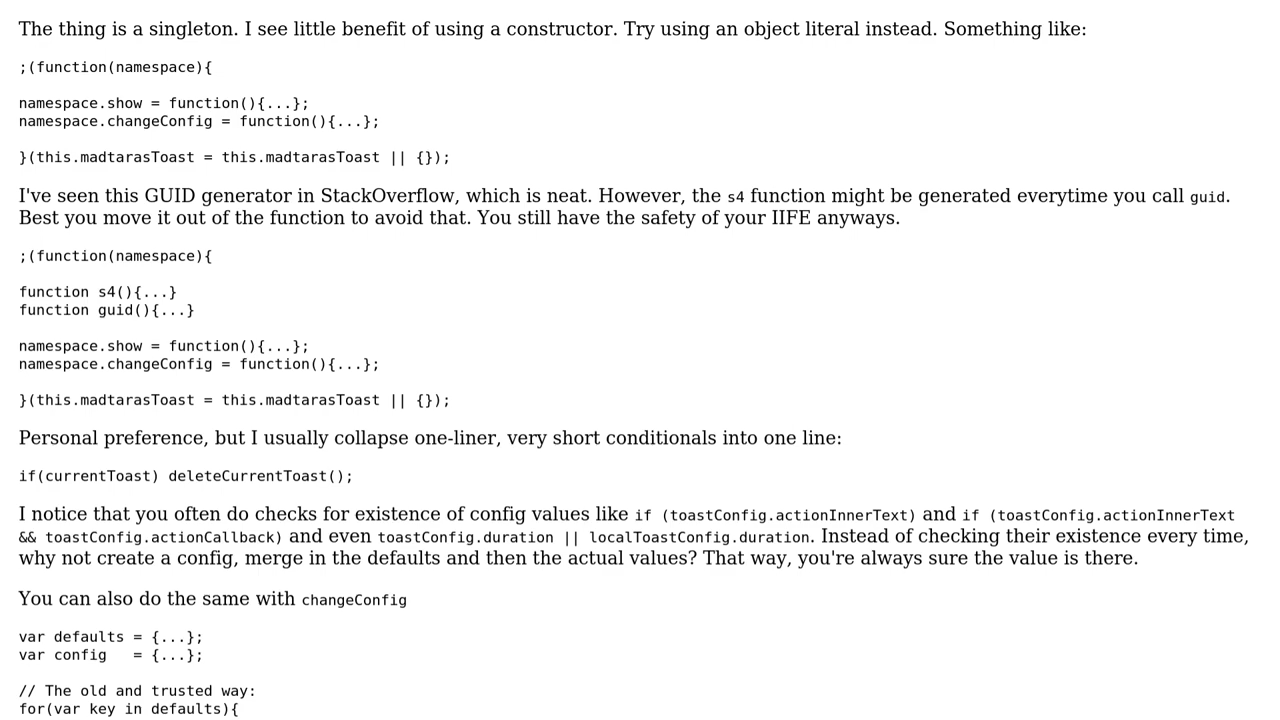 The thing is a singleton. I see little benefit of using a constructor. Try using an object literal instead. Something like:
;(function(namespace){
namespace.show = function(){...};
namespace.changeConfig = function(){...};
}(this.madtarasToast = this.madtarasToast || {});
I've seen this GUID generator in StackOverflow, which is neat. However, the s4 function might be generated everytime you call guid.
Best you move it out of the function to avoid that. You still have the safety of your IIFE anyways.
;(function(namespace){
function s4(){...}
function guid(){...}
namespace.show = function(){...};
namespace.changeConfig = function(){...};
}(this.madtarasToast = this.madtarasToast || {});
Personal preference, but I usually collapse one-liner, very short conditionals into one line:
if(currentToast) deleteCurrentToast();
I notice that you often do checks for existence of config values like if (toastConfig.actionInnerText) and if (toastConfig.actionInnerText
&& toastConfig.actionCallback) and even toastConfig.duration || localToastConfig.duration. Instead of checking their existence every time,
why not create a config, merge in the defaults and then the actual values? That way, you're always sure the value is there.
You can also do the same with changeConfig
var defaults = {...};
var config   = {...};
// The old and trusted way:
for(var key in defaults){